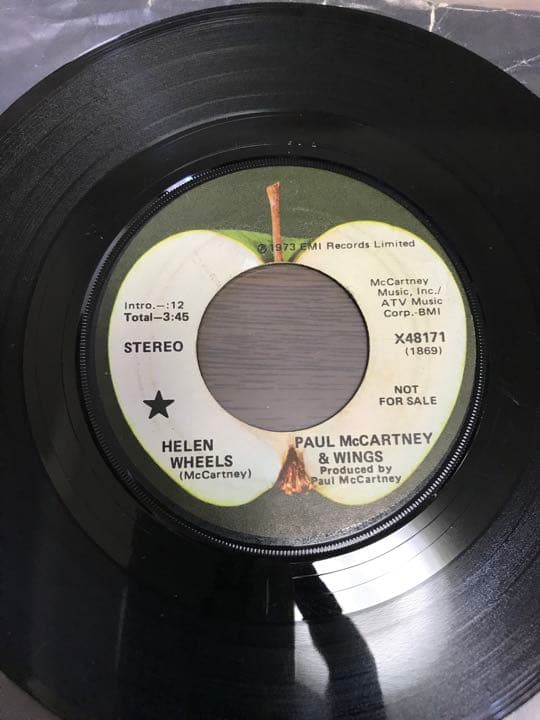 ℗ 1973 EMI Records Limited
McCartney
Music, Inc./
ATV Music
Corp.-BMI
Intro.–:12
Total–3:45
STEREO
X48171
(1869)
NOT
FOR SALE
HELEN
WHEELS
(McCartney)
PAUL McCARTNEY
& WINGS
Produced by
Paul McCartney